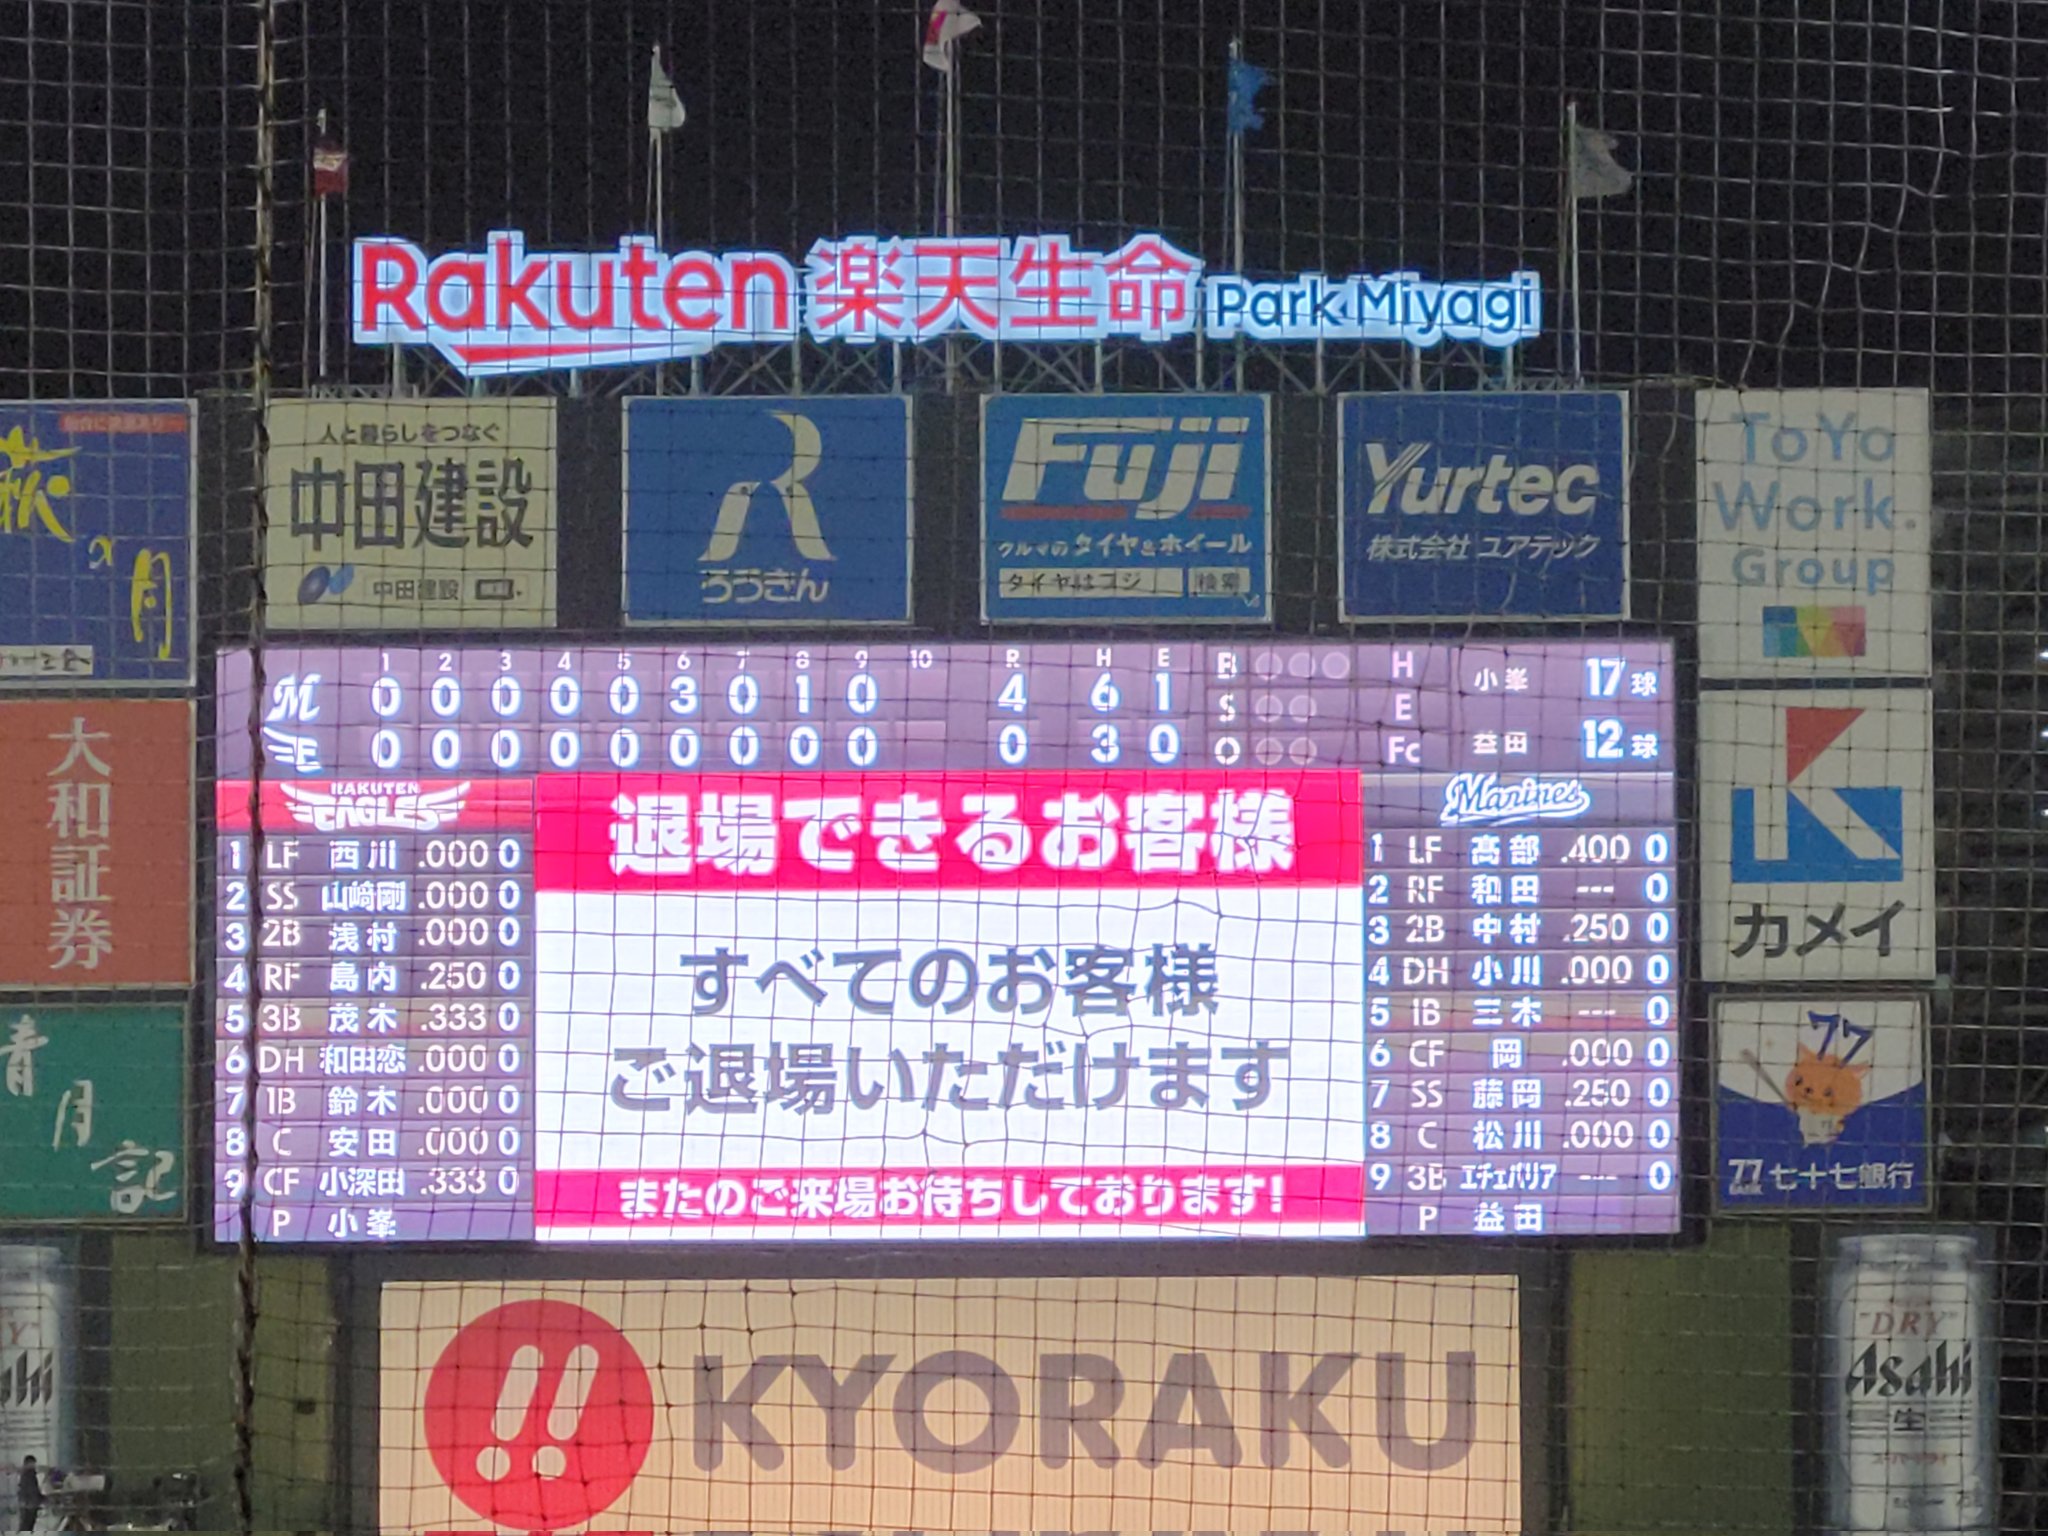 Rakuten 楽天生命 Park Miyagi
人と暮らしをつなぐ
中田建設
中田建設
ろうきん
Fuji
クルマのタイヤ&ホイール
タイヤはフジ 検索
Yurtec
株式会社 ユアテック
ToYo
Work.
Group
萩の月
大和証券
青月記
カメイ
77
77 七十七銀行
BANK
1 2 3 4 5 6 7 8 9 10 R H E
M 0 0 0 0 0 3 0 1 0 4 6 1
E 0 0 0 0 0 0 0 0 0 0 3 0
B H 小峯 17球
S E
O Fc 益田 12球
RAKUTEN
EAGLES
1 LF 西川 .000 0
2 SS 山﨑剛 .000 0
3 2B 浅村 .000 0
4 RF 島内 .250 0
5 3B 茂木 .333 0
6 DH 和田恋 .000 0
7 1B 鈴木 .000 0
8 C 安田 .000 0
9 CF 小深田 .333 0
P 小峯
退場できるお客様
すべてのお客様
ご退場いただけます
またのご来場お待ちしております!
Marines
1 LF 髙部 .400 0
2 RF 和田 --- 0
3 2B 中村 .250 0
4 DH 小川 .000 0
5 1B 三木 --- 0
6 CF 岡 .000 0
7 SS 藤岡 .250 0
8 C 松川 .000 0
9 3B エチェバリア --- 0
P 益田
KYORAKU
"DRY"
Asahi
生